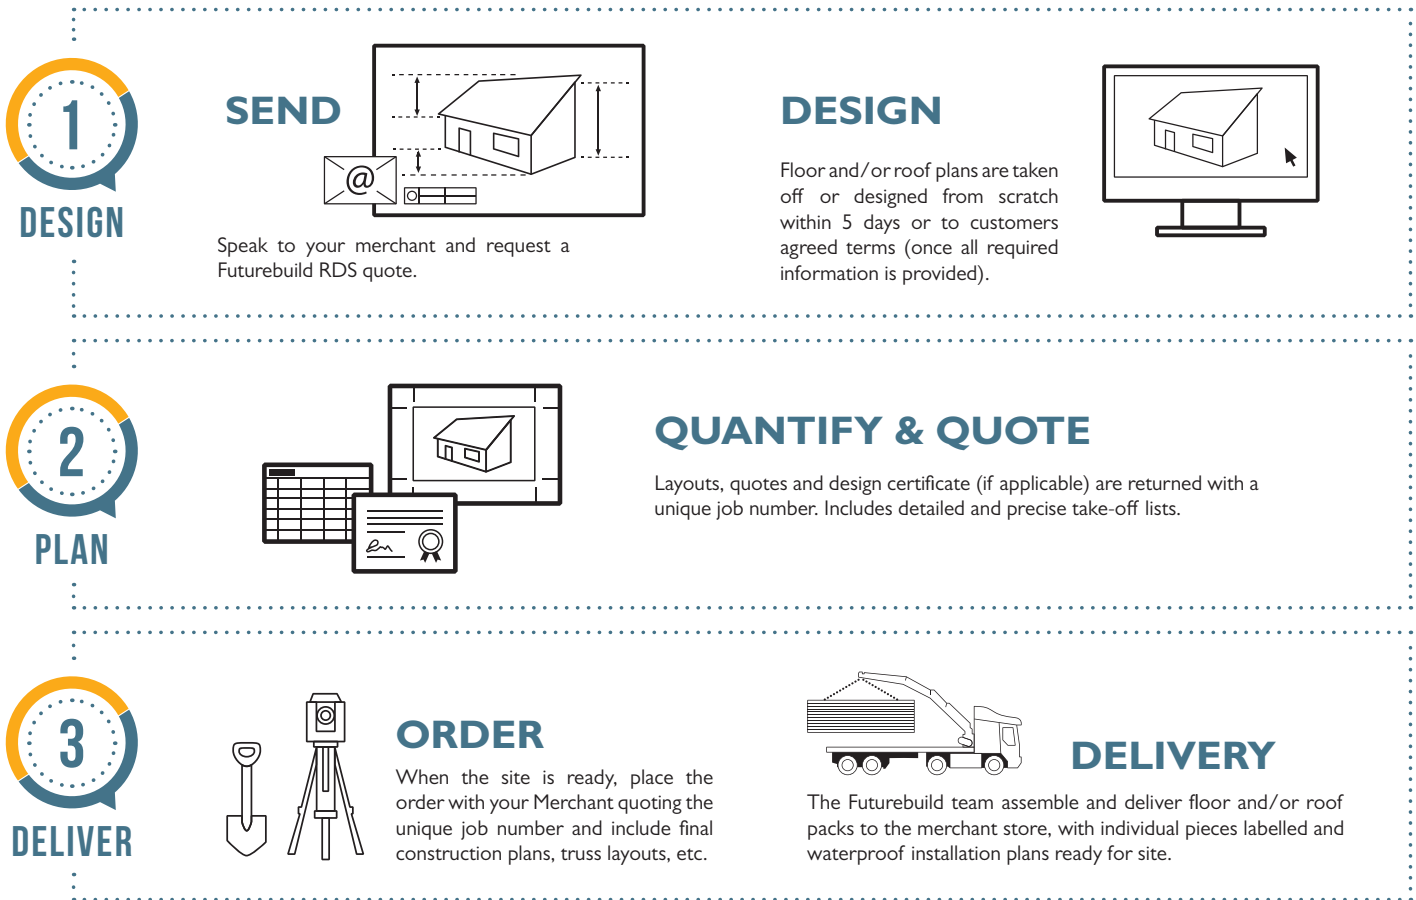 1
DESIGN
SEND
@
Speak to your merchant and request a
Futurebuild RDS quote.
DESIGN
Floor and/or roof plans are taken
off or designed from scratch
within 5 days or to customers
agreed terms (once all required
information is provided).
2
PLAN
QUANTIFY & QUOTE
Layouts, quotes and design certificate (if applicable) are returned with a
unique job number. Includes detailed and precise take-off lists.
3
DELIVER
ORDER
When the site is ready, place the
order with your Merchant quoting the
unique job number and include final
construction plans, truss layouts, etc.
DELIVERY
The Futurebuild team assemble and deliver floor and/or roof
packs to the merchant store, with individual pieces labelled and
waterproof installation plans ready for site.